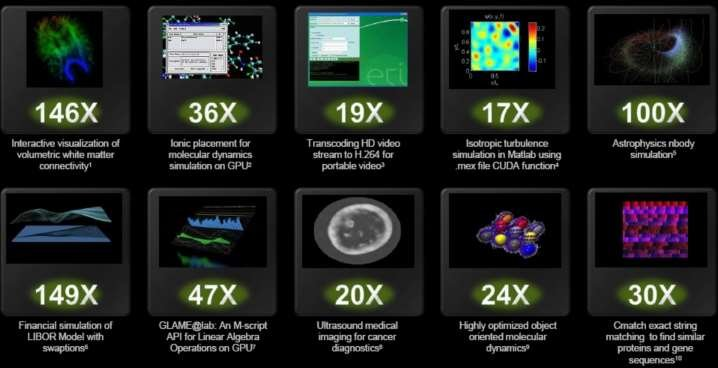 146X
36X
19X
17X
100X
Interactive visualization of
volumetric white matter
connectivity¹
Ionic placement for
molecular dynamics
simulation on GPU²
Transcoding HD video
stream to H.264 for
portable video³
Isotropic turbulence
simulation in Matlab using
.mex file CUDA function⁴
Astrophysics nbody
simulation⁵
149X
47X
20X
24X
30X
Financial simulation of
LIBOR Model with
swaptions⁶
GLAME@lab: An M-script
API for Linear Algebra
Operations on GPU⁷
Ultrasound medical
imaging for cancer
diagnostics⁸
Highly optimized object
oriented molecular
dynamics⁹
Cmatch exact string
matching to find similar
proteins and gene
sequences¹⁰